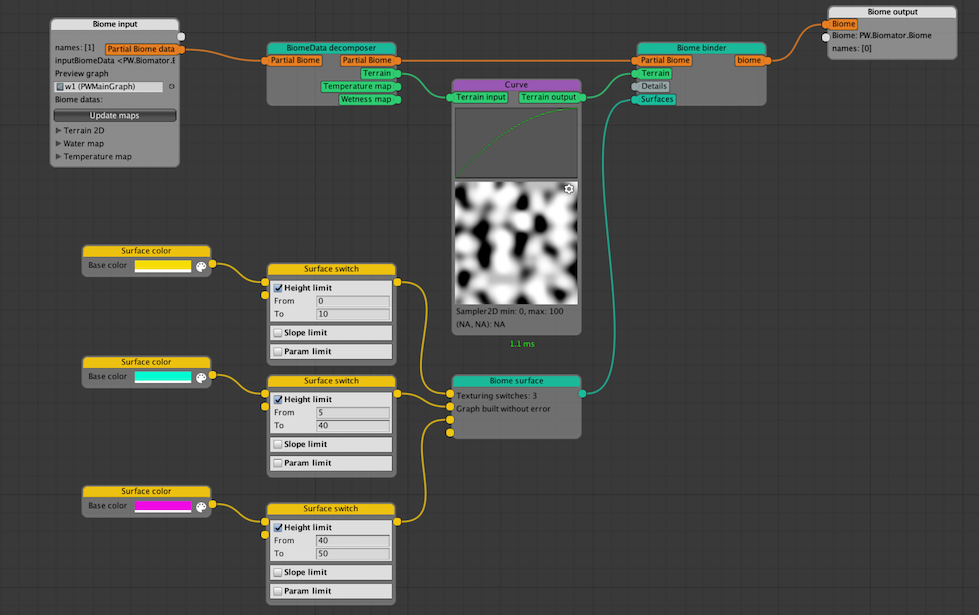 Biome input
names: [1]
Partial Biome data
inputBiomeData <PW.Biomator.B
Preview graph
w1 (PWMainGraph)
Biome datas:
Update maps
Terrain 2D
Water map
Temperature map
BiomeData decomposer
Partial Biome
Partial Biome
Terrain
Temperature map
Wetness map
Curve
Terrain input
Terrain output
Sampler2D min: 0, max: 100
(NA, NA): NA
1.1 ms
Biome binder
Partial Biome
biome
Terrain
Details
Surfaces
Biome output
Biome
Biome: PW.Biomator.Biome
names: [0]
Surface color
Base color
Surface switch
Height limit
From 0
To 10
Slope limit
Param limit
Surface color
Base color
Surface switch
Height limit
From 5
To 40
Slope limit
Param limit
Biome surface
Texturing switches: 3
Graph built without error
Surface color
Base color
Surface switch
Height limit
From 40
To 50
Slope limit
Param limit